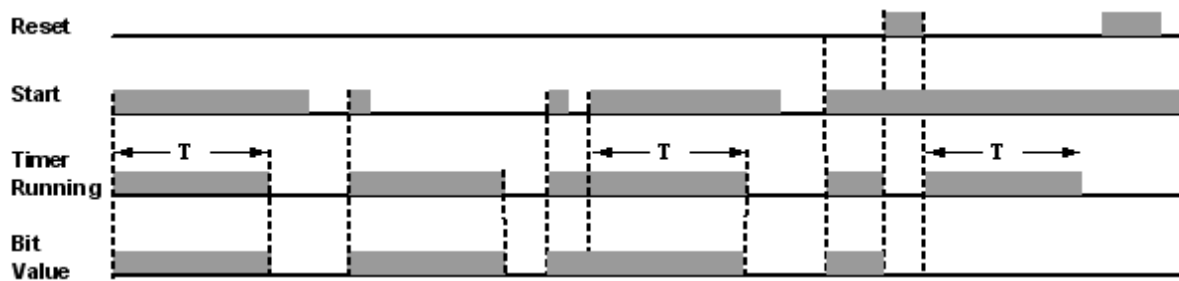 Reset
Start
Timer
Running
T
T
T
Bit
Value